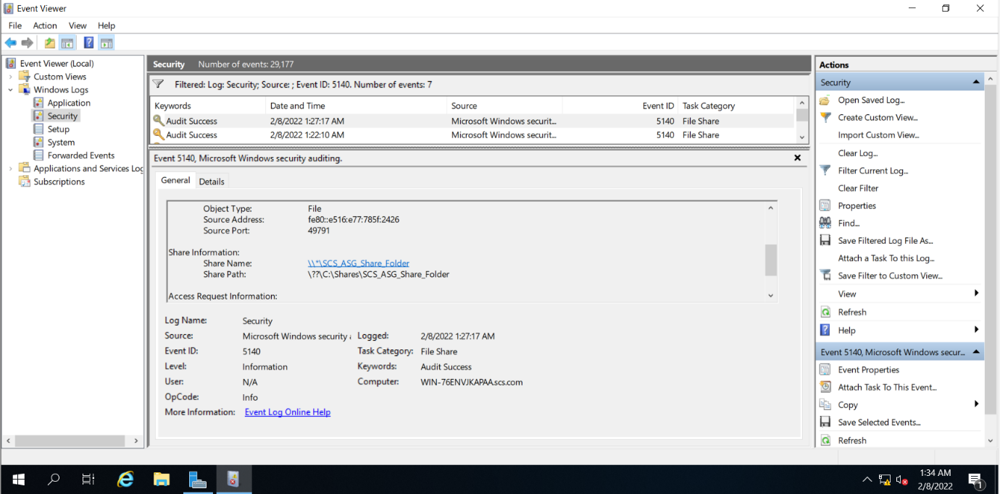 Event Viewer
File Action View Help
Event Viewer (Local)
Custom Views
Windows Logs
Application
Security
Setup
System
Forwarded Events
Applications and Services Log
Subscriptions
Security Number of events: 29,177
Filtered: Log: Security; Source: ; Event ID: 5140. Number of events: 7
Keywords Date and Time Source Event ID Task Category
Audit Success 2/8/2022 1:27:17 AM Microsoft Windows securit... 5140 File Share
Audit Success 2/8/2022 1:22:10 AM Microsoft Windows securit... 5140 File Share
Event 5140, Microsoft Windows security auditing.
General Details
Object Type: File
Source Address: fe80::e516:e77:785f:2426
Source Port: 49791
Share Information:
Share Name: \\*\SCS_ASG_Share_Folder
Share Path: \??\C:\Shares\SCS_ASG_Share_Folder
Access Request Information:
Log Name: Security
Source: Microsoft Windows security Logged: 2/8/2022 1:27:17 AM
Event ID: 5140 Task Category: File Share
Level: Information Keywords: Audit Success
User: N/A Computer: WIN-76ENVJKAPAA.scs.com
OpCode: Info
More Information: Event Log Online Help
Actions
Security
Open Saved Log...
Create Custom View...
Import Custom View...
Clear Log...
Filter Current Log...
Clear Filter
Properties
Find...
Save Filtered Log File As...
Attach a Task To this Log...
Save Filter to Custom View...
View
Refresh
Help
Event 5140, Microsoft Windows secur...
Event Properties
Attach Task To This Event...
Copy
Save Selected Events...
Refresh
1:34 AM
2/8/2022
1